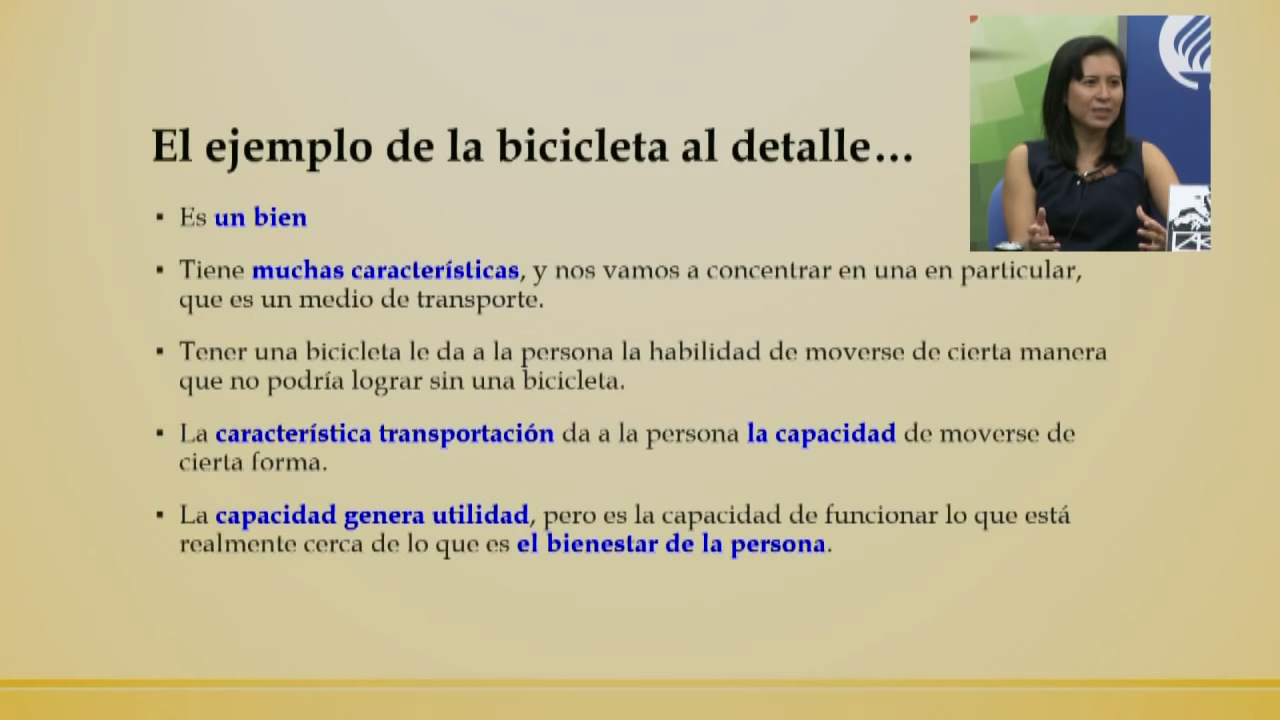 El ejemplo de la bicicleta al detalle…
▪ Es un bien
▪ Tiene muchas características, y nos vamos a concentrar en una en particular,
que es un medio de transporte.
▪ Tener una bicicleta le da a la persona la habilidad de moverse de cierta manera
que no podría lograr sin una bicicleta.
▪ La característica transportación da a la persona la capacidad de moverse de
cierta forma.
▪ La capacidad genera utilidad, pero es la capacidad de funcionar lo que está
realmente cerca de lo que es el bienestar de la persona.